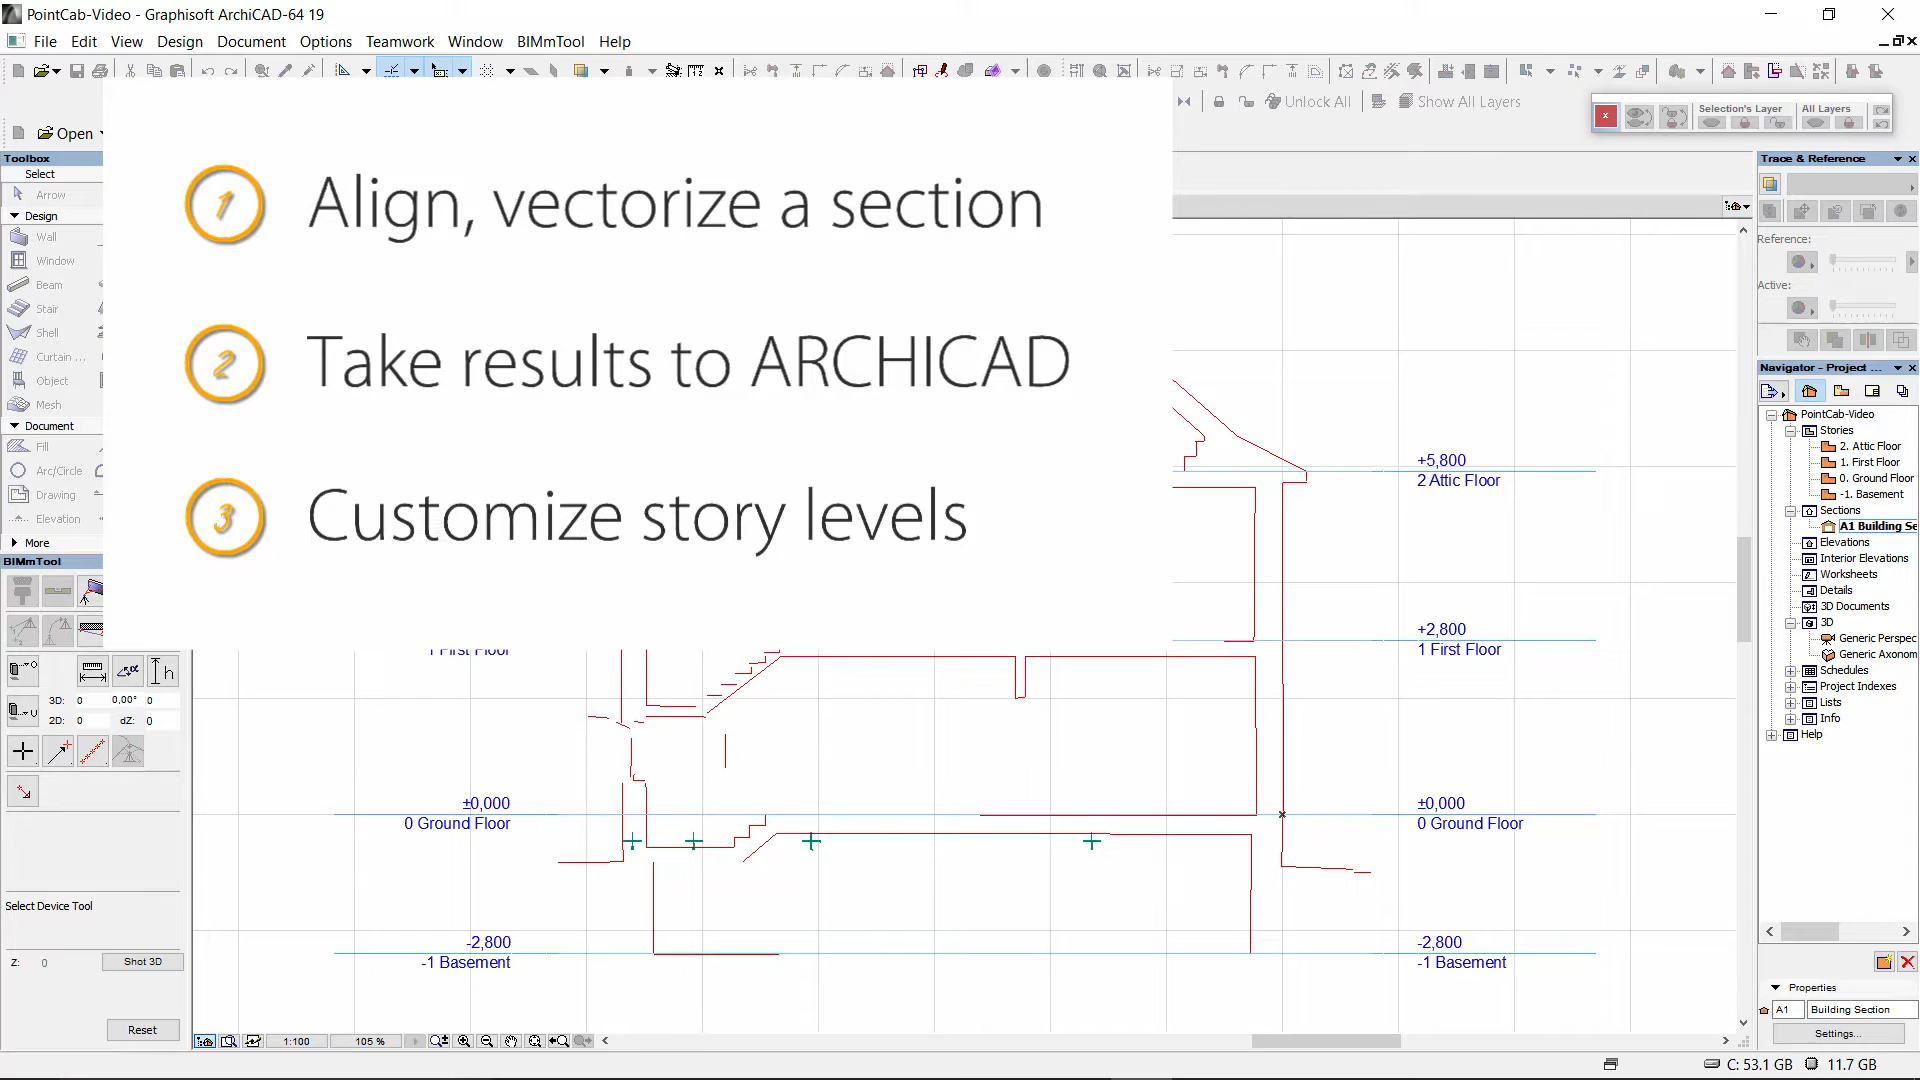 PointCab-Video - Graphisoft ArchiCAD-64 19
File Edit View Design Document Options Teamwork Window BIMmTool Help
Unlock All Show All Layers
Selection's Layer All Layers
Open
Toolbox
Select
Arrow
Design
Wall
Window
Beam
Stair
Shell
Curtain ...
Object
Mesh
Document
Fill
Arc/Circle
Drawing
Elevation
More
BIMmTool
3D: 0 0,00° 0
2D: 0 dZ: 0
Select Device Tool
Z: 0 Shot 3D
Reset
1 Align, vectorize a section
2 Take results to ARCHICAD
3 Customize story levels
+5,800
2 Attic Floor
+2,800
1 First Floor
1 First Floor
±0,000
0 Ground Floor
±0,000
0 Ground Floor
-2,800
-1 Basement
-2,800
-1 Basement
1:100 105 %
Trace & Reference
Reference:
Active:
Navigator - Project ...
PointCab-Video
Stories
2. Attic Floor
1. First Floor
0. Ground Floor
-1. Basement
Sections
A1 Building Se
Elevations
Interior Elevations
Worksheets
Details
3D Documents
3D
Generic Perspec
Generic Axonom
Schedules
Project Indexes
Lists
Info
Help
Properties
A1 Building Section
Settings...
C: 53.1 GB 11.7 GB